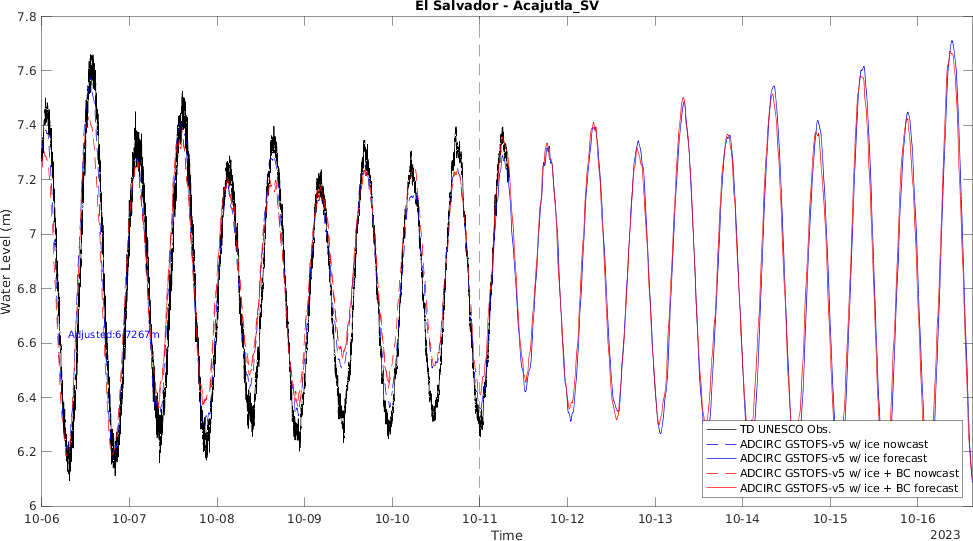 El Salvador - Acajutla_SV
7.8
7.6
7.4
7.2
7
6.8
6.6
6.4
6.2
6
Water Level (m)
Adjusted:6.7267m
TD UNESCO Obs.
ADCIRC GSTOFS-v5 w/ ice nowcast
ADCIRC GSTOFS-v5 w/ ice forecast
ADCIRC GSTOFS-v5 w/ ice + BC nowcast
ADCIRC GSTOFS-v5 w/ ice + BC forecast
10-06 10-07 10-08 10-09 10-10 10-11 10-12 10-13 10-14 10-15 10-16
Time
2023